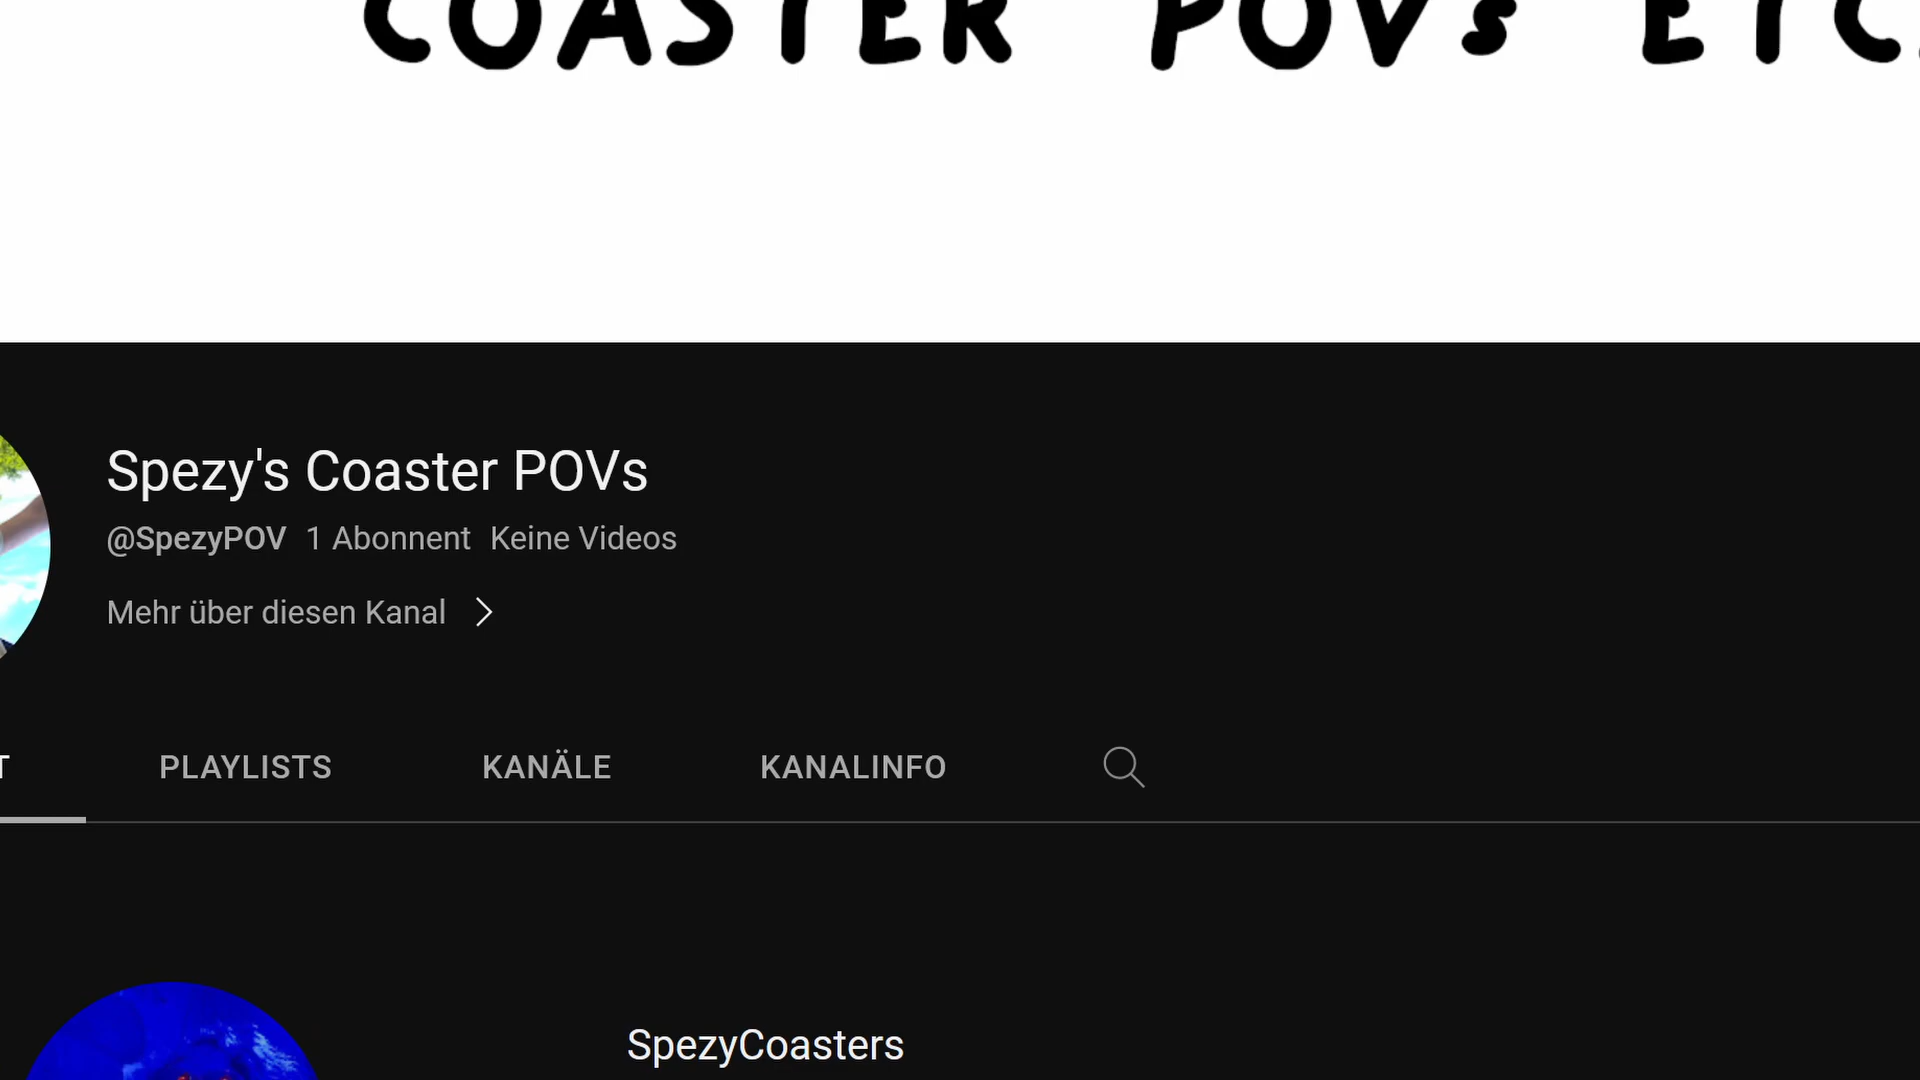 COASTER POVs ETC.
Spezy's Coaster POVs
@SpezyPOV 1 Abonnent Keine Videos
Mehr über diesen Kanal
PLAYLISTS KANÄLE KANALINFO
SpezyCoasters